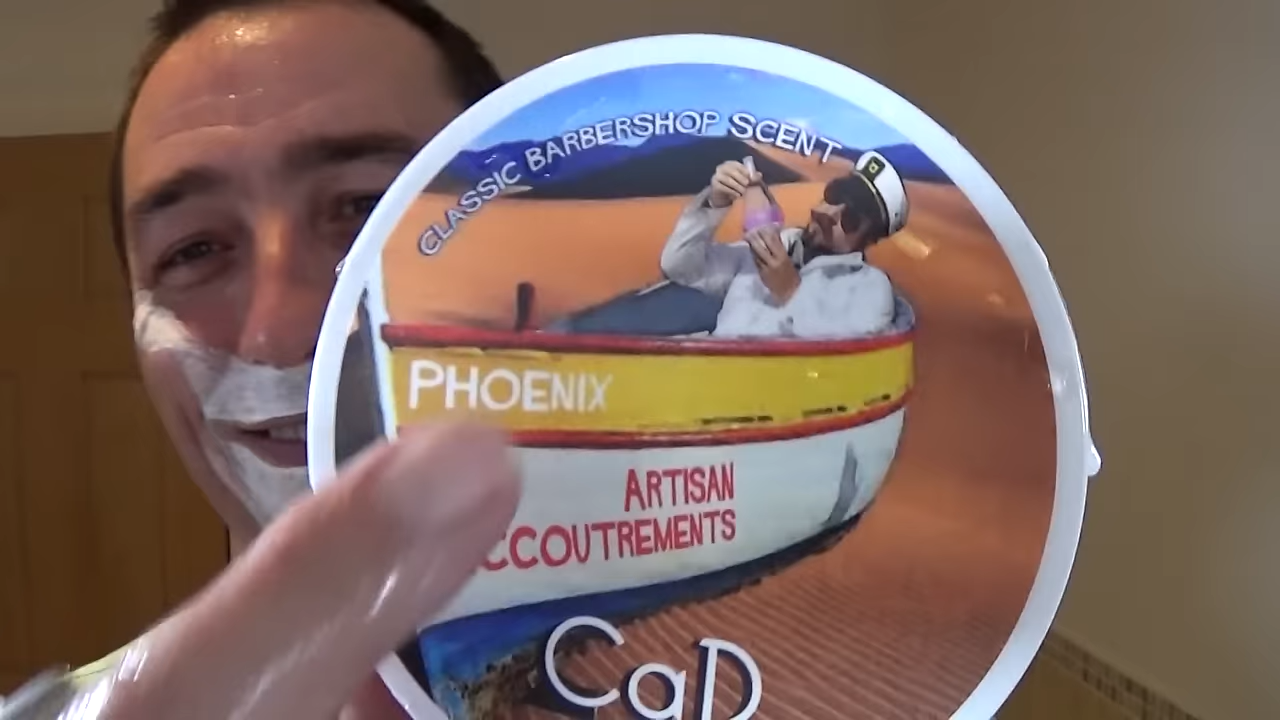 CLASSIC BARBERSHOP SCENT
PHOENIX
ARTISAN
CCOUTREMENTS
CaD